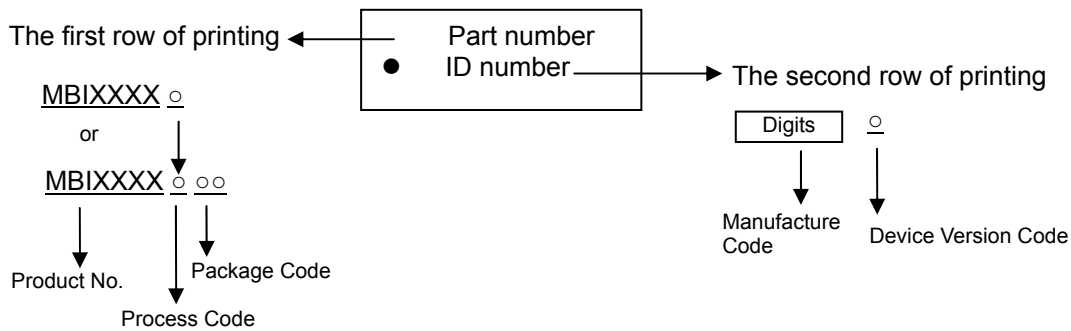 The first row of printing
Part number
ID number
The second row of printing
MBIXXXX ○
or
MBIXXXX ○ ○○
Product No.
Package Code
Process Code
Digits ○
Manufacture
Code
Device Version Code